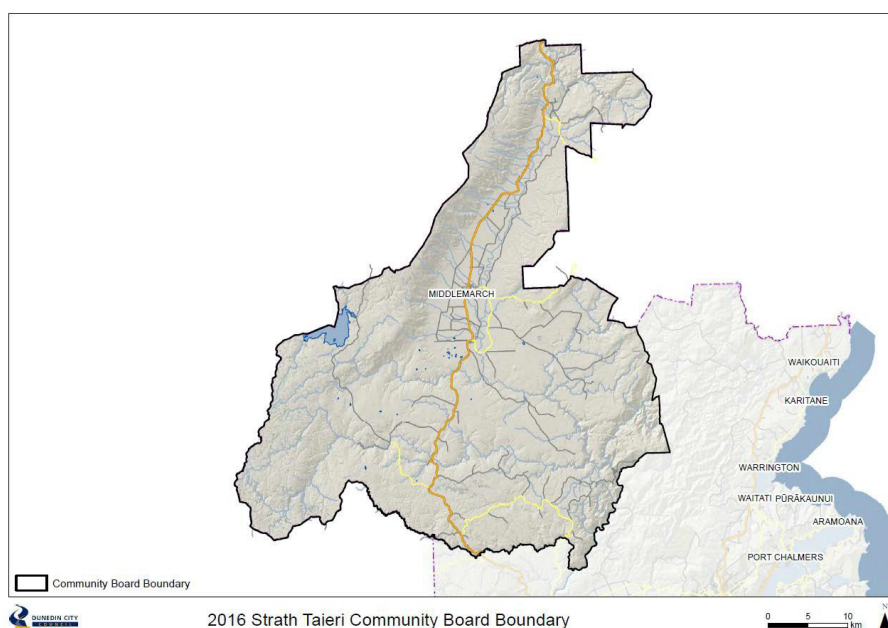 MIDDLEMARCH
WAIKOUAITI
KARITANE
WARRINGTON
WAITATI
PŪRĀKAUNUI
ARAMOANA
PORT CHALMERS
Community Board Boundary
DUNEDIN CITY
COUNCIL
2016 Strath Taieri Community Board Boundary
0 5 10
km
N